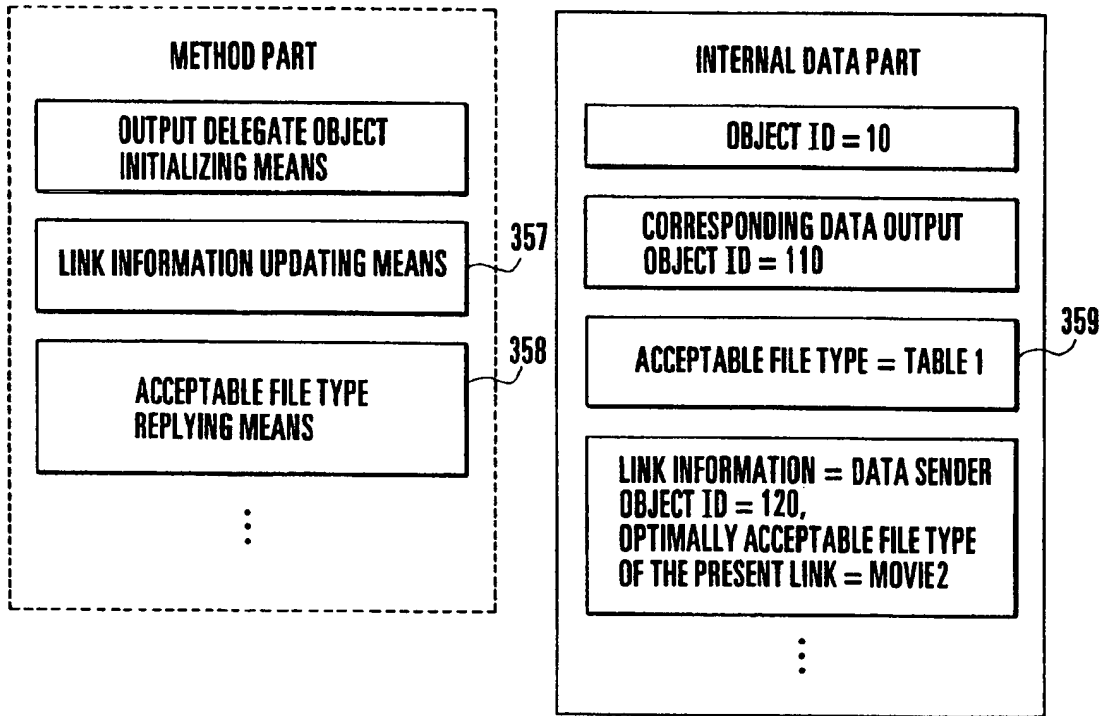 METHOD PART
OUTPUT DELEGATE OBJECT
INITIALIZING MEANS
LINK INFORMATION UPDATING MEANS
357
ACCEPTABLE FILE TYPE
REPLYING MEANS
358
INTERNAL DATA PART
OBJECT ID = 10
CORRESPONDING DATA OUTPUT
OBJECT ID = 110
ACCEPTABLE FILE TYPE = TABLE 1
359
LINK INFORMATION = DATA SENDER
OBJECT ID = 120,
OPTIMALLY ACCEPTABLE FILE TYPE
OF THE PRESENT LINK = MOVIE2